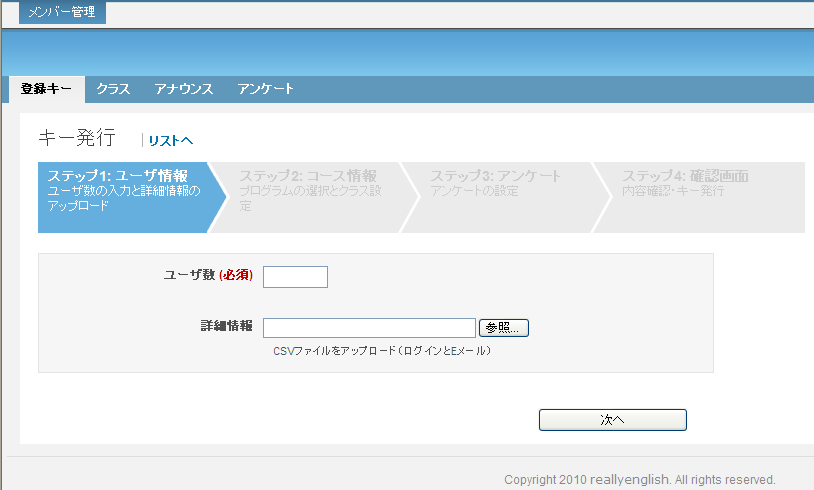 メンバー管理
登録キー クラス アナウンス アンケート
キー発行 リストへ
ステップ1: ユーザ情報
ユーザ数の入力と詳細情報の
アップロード
ステップ2: コース情報
プログラムの選択とクラス設
定
ステップ3: アンケート
アンケートの設定
ステップ4: 確認画面
内容確認・キー発行
ユーザ数 (必須)
詳細情報 参照...
CSVファイルをアップロード（ログインとEメール）
次へ
Copyright 2010 reallyenglish. All rights reserved.